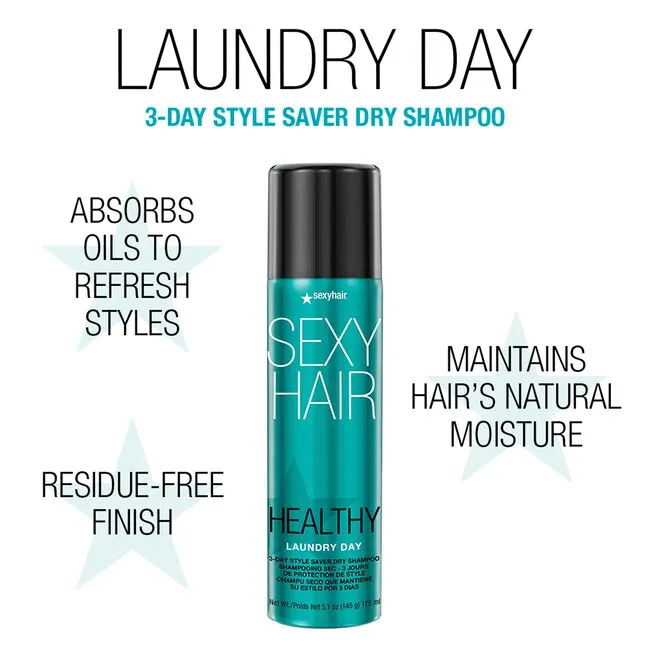 LAUNDRY DAY
3-DAY STYLE SAVER DRY SHAMPOO
ABSORBS
OILS TO
REFRESH
STYLES
MAINTAINS
HAIR'S NATURAL
MOISTURE
RESIDUE-FREE
FINISH
sexyhair.
SEXY
HAIR
HEALTHY
LAUNDRY DAY
3-DAY STYLE SAVER DRY SHAMPOO
SHAMPOOING SEC - 3 JOURS
DE PROTECTION DE STYLE
CHAMPÚ SECO QUE MANTIENE
SU ESTILO POR 3 DÍAS
Net Wt./Poids Net 5.1 oz (145 g) 175 ml